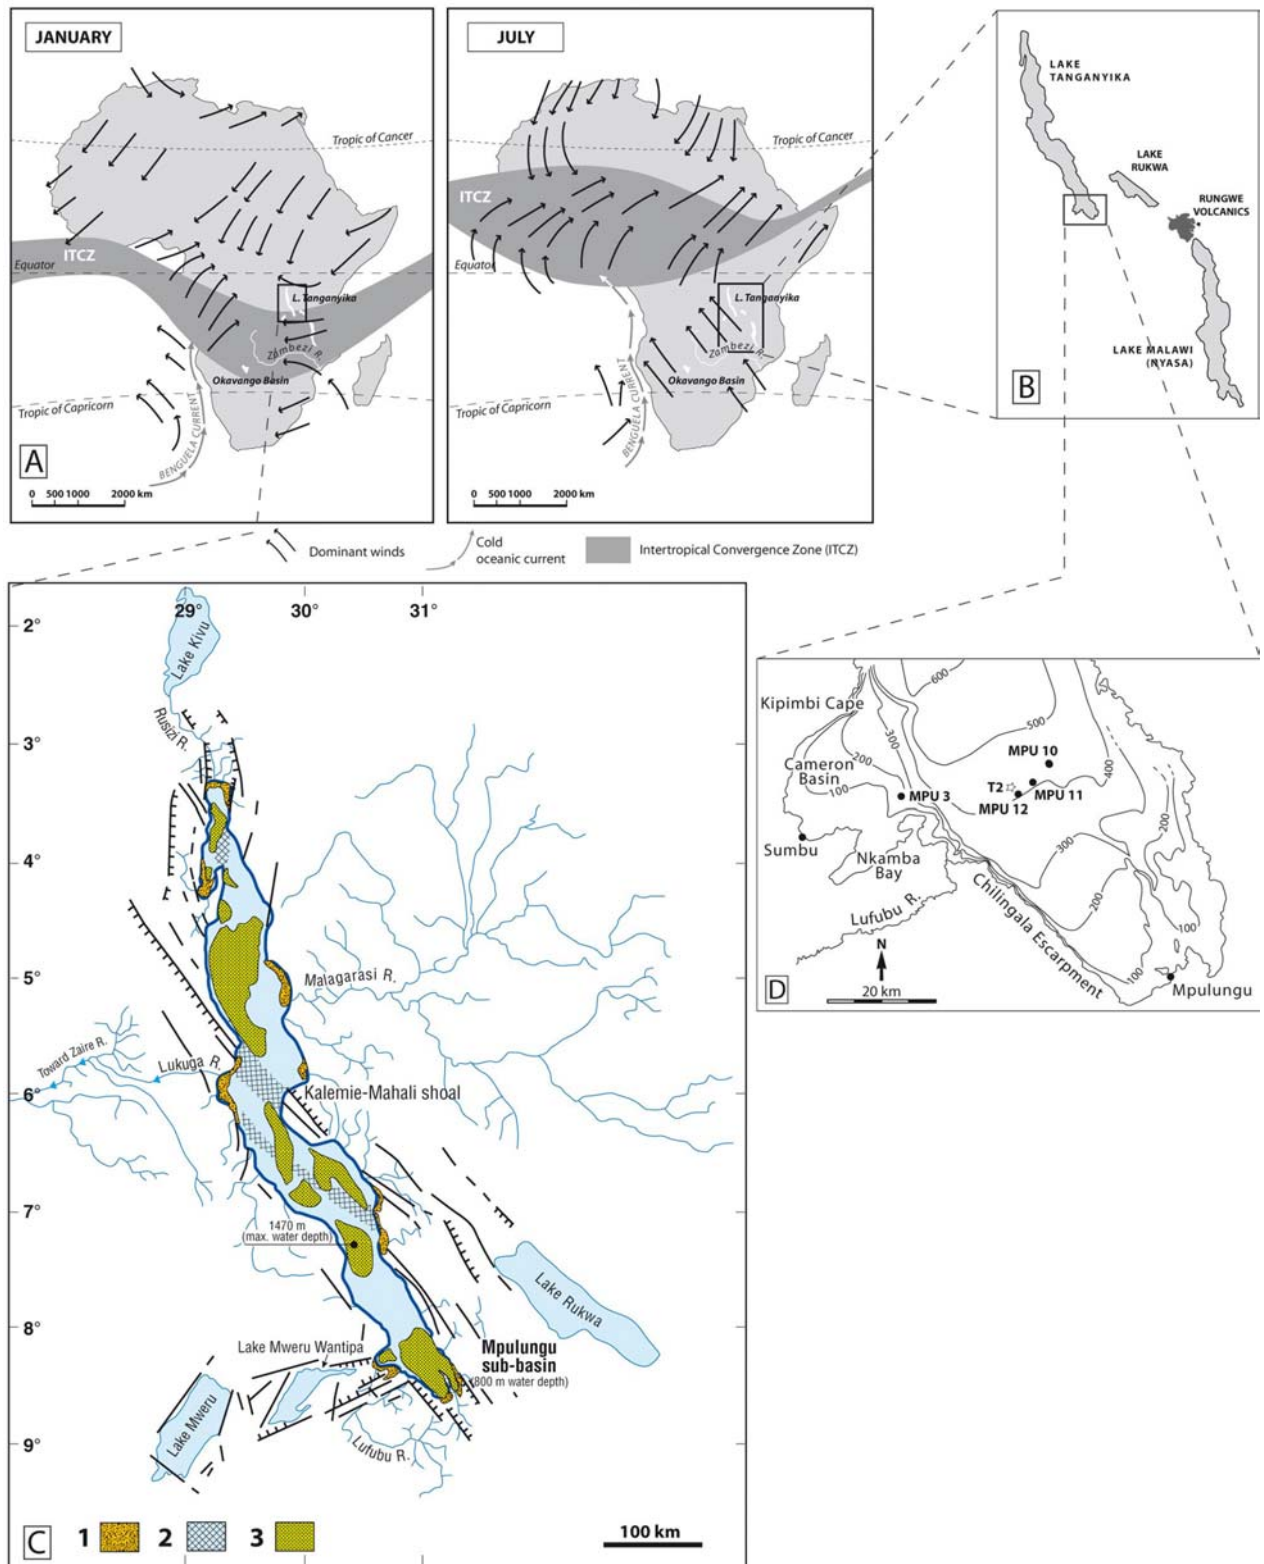 JANUARY
Tropic of Cancer
ITCZ
Equator
L. Tanganyika
Zambezi R.
Okavango Basin
Tropic of Capricorn
BENGUELA CURRENT
A
0 500 1000 2000 km
JULY
Tropic of Cancer
ITCZ
Equator
L. Tanganyika
Zambezi R.
Okavango Basin
Tropic of Capricorn
BENGUELA CURRENT
0 500 1000 2000 km
LAKE
TANGANYIKA
LAKE
RUKWA
RUNGWE
VOLCANICS
LAKE MALAWI
(NYASA)
B
Dominant winds
Cold
oceanic current
Intertropical Convergence Zone (ITCZ)
29° 30° 31°
2°
3°
4°
5°
6°
7°
8°
9°
Lake Kivu
Rusizi R.
Malagarasi R.
Toward Zaire R.
Lukuga R.
Kalemie-Mahali shoal
1470 m
(max. water depth)
Lake Rukwa
Lake Mweru Wantipa
Mpulungu
sub-basin
(800 m water depth)
Lake Mweru
Lufubu R.
C
1 2 3
100 km
600
Kipimbi Cape
500
300
MPU 10
200
Cameron
Basin
400
100
T2
MPU 3
MPU 11
MPU 12
200
Sumbu
300
Nkamba
Bay
Chilingala Escarpment
200
Lufubu R.
100
N
100
D
20 km
Mpulungu